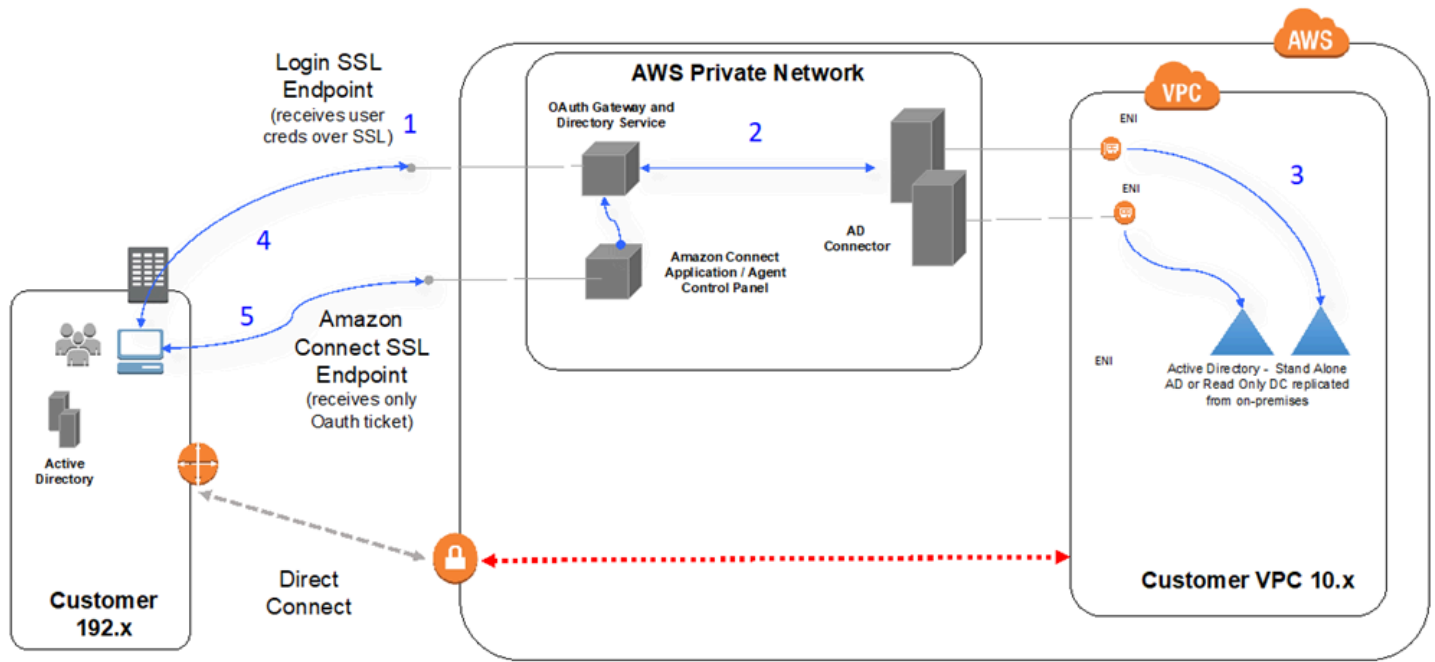 AWS
Login SSL
Endpoint
(receives user
creds over SSL)
1
AWS Private Network
OAuth Gateway and
Directory Service
2
AD
Connector
Amazon Connect
Application / Agent
Control Panel
VPC
ENI
ENI
3
ENI
Active Directory - Stand Alone
AD or Read Only DC replicated
from on-premises
4
5
Amazon
Connect SSL
Endpoint
(receives only
Oauth ticket)
Active
Directory
Direct
Connect
Customer
192.x
Customer VPC 10.x